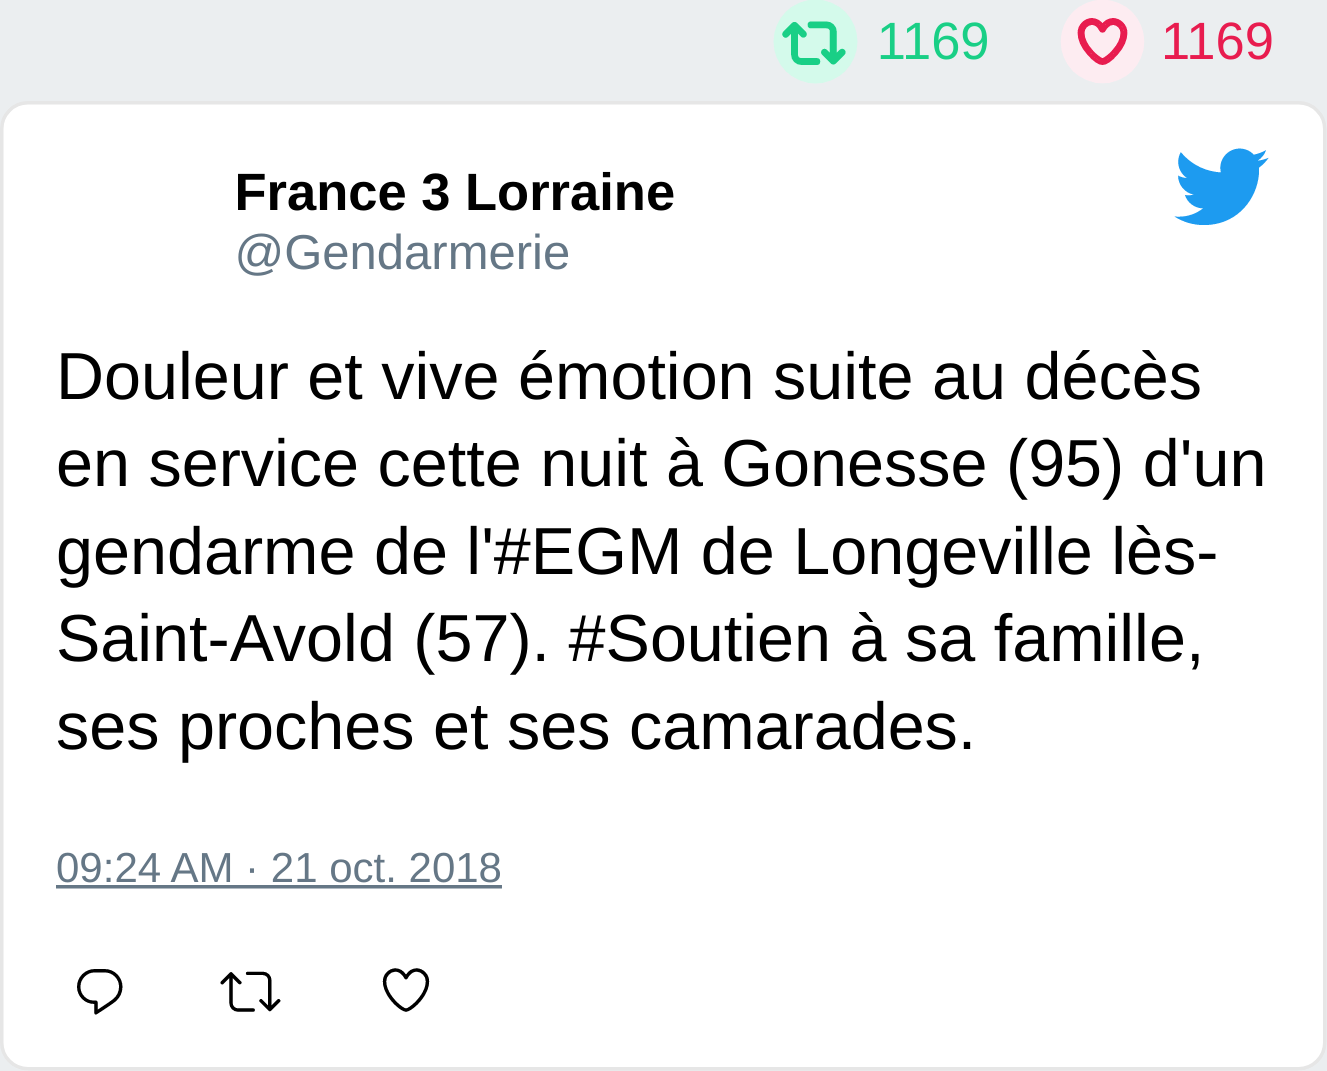 1169 1169
France 3 Lorraine
@Gendarmerie
Douleur et vive émotion suite au décès
en service cette nuit à Gonesse (95) d'un
gendarme de l'#EGM de Longeville lès-
Saint-Avold (57). #Soutien à sa famille,
ses proches et ses camarades.
09:24 AM · 21 oct. 2018